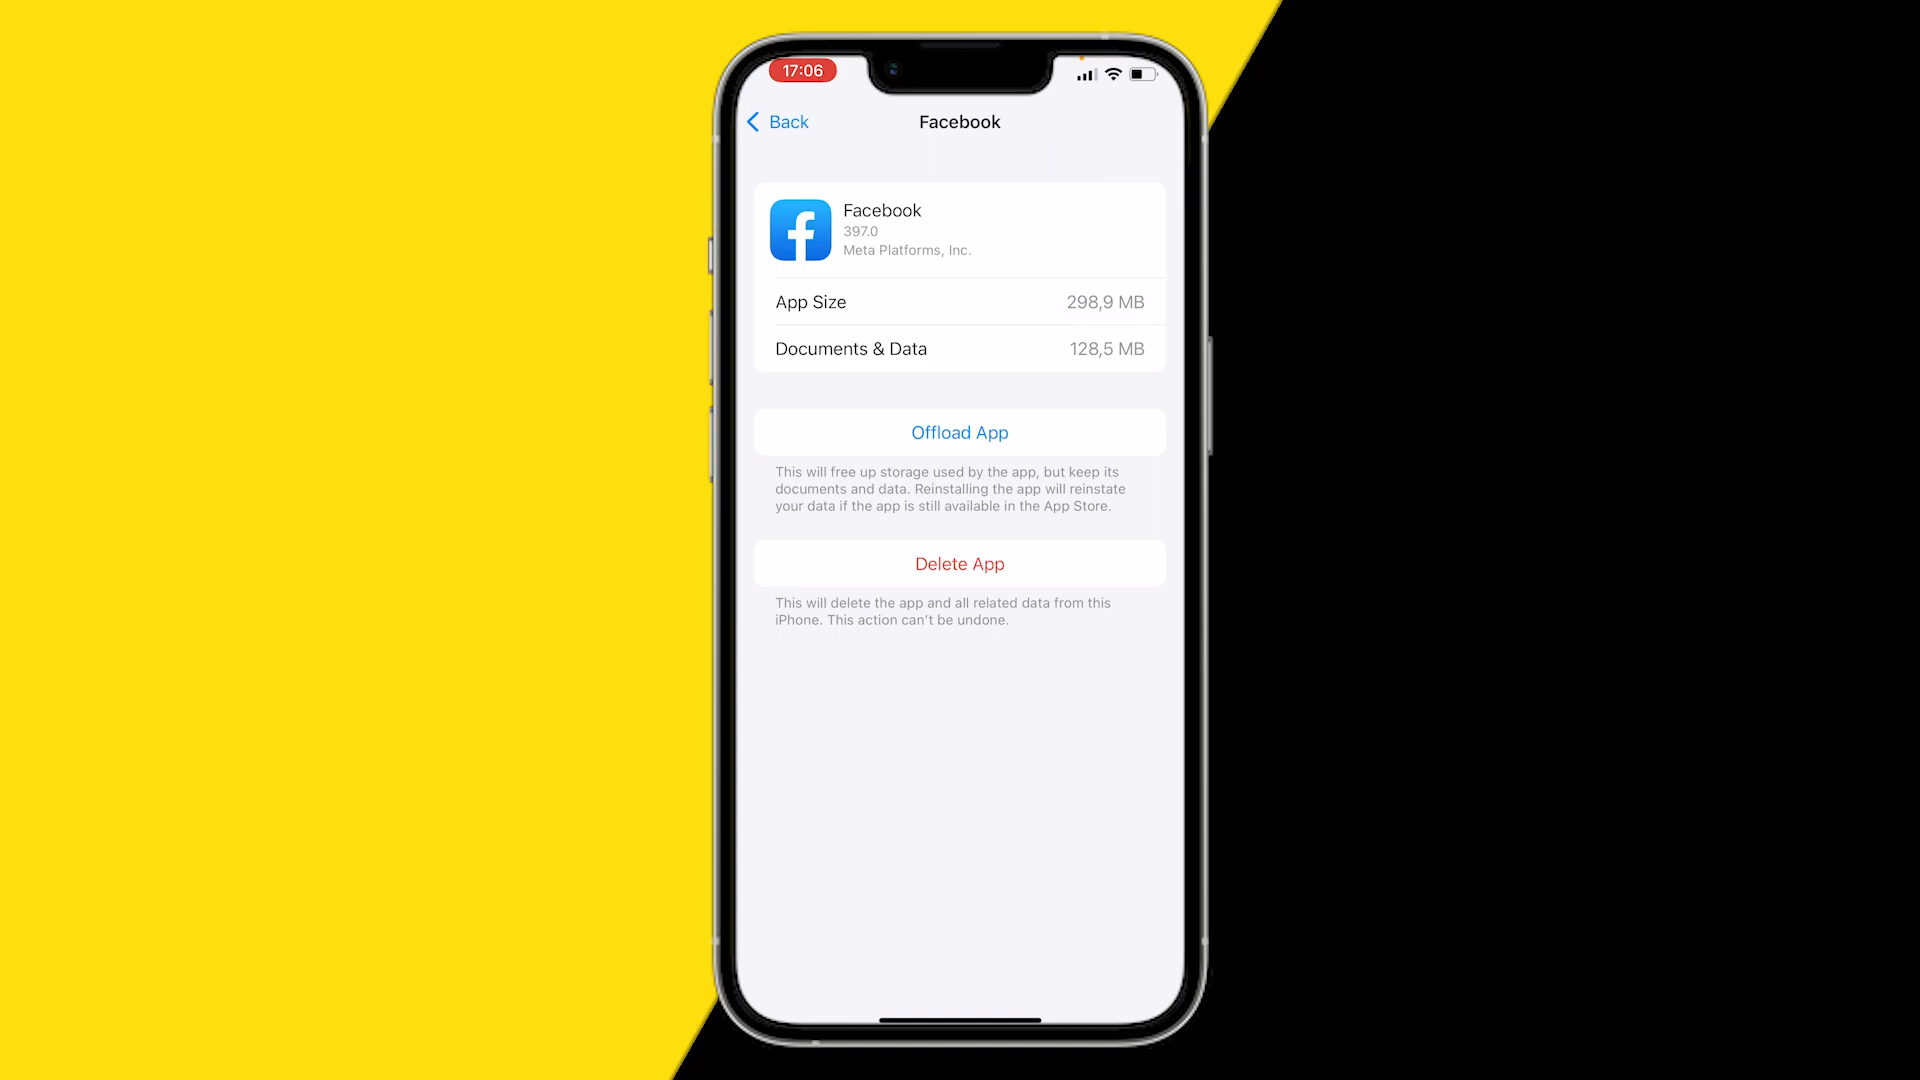 17:06
Back
Facebook
Facebook
397.0
Meta Platforms, Inc.
App Size
298,9 MB
Documents & Data
128,5 MB
Offload App
This will free up storage used by the app, but keep its
documents and data. Reinstalling the app will reinstate
your data if the app is still available in the App Store.
Delete App
This will delete the app and all related data from this
iPhone. This action can't be undone.